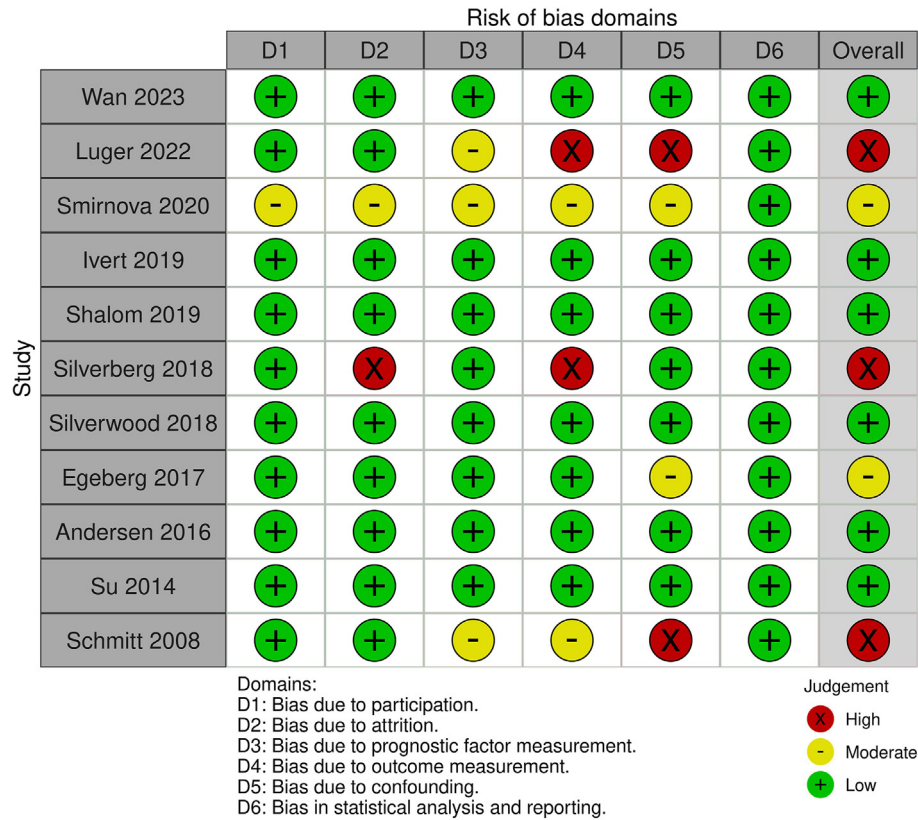 Risk of bias domains
D1 D2 D3 D4 D5 D6 Overall
Study
Wan 2023 + + + + + + +
Luger 2022 + + - X X + X
Smirnova 2020 - - - - - + -
Ivert 2019 + + + + + + +
Shalom 2019 + + + + + + +
Silverberg 2018 + X + X + + X
Silverwood 2018 + + + + + + +
Egeberg 2017 + + + + - + -
Andersen 2016 + + + + + + +
Su 2014 + + + + + + +
Schmitt 2008 + + - - X + X
Domains:
D1: Bias due to participation.
D2: Bias due to attrition.
D3: Bias due to prognostic factor measurement.
D4: Bias due to outcome measurement.
D5: Bias due to confounding.
D6: Bias in statistical analysis and reporting.
Judgement
X High
- Moderate
+ Low